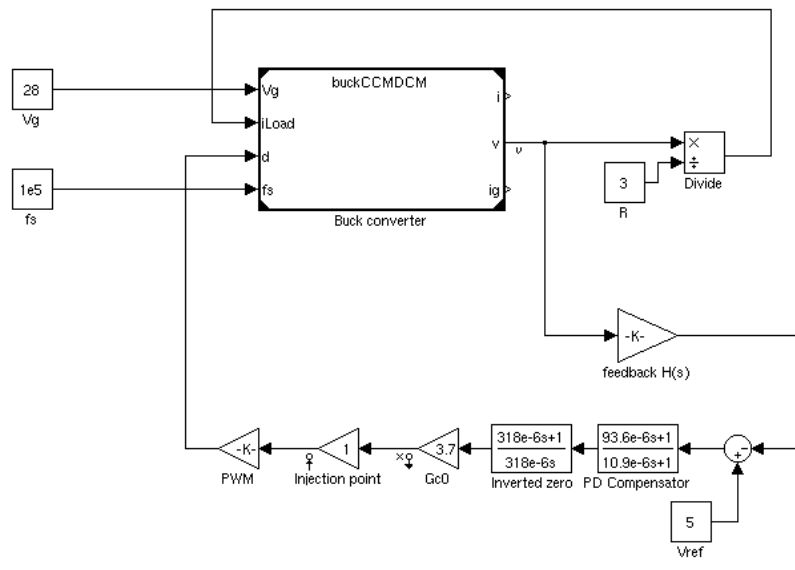 buckCCMDCM
28
Vg
Vg
i
iLoad
v
v
×
÷
Divide
d
3
R
1e5
fs
fs
ig
Buck converter
-K-
feedback H(s)
-K-
PWM
1
Injection point
×
3.7
Gc0
318e-6s+1
318e-6s
Inverted zero
93.6e-6s+1
10.9e-6s+1
PD Compensator
-
+
5
Vref